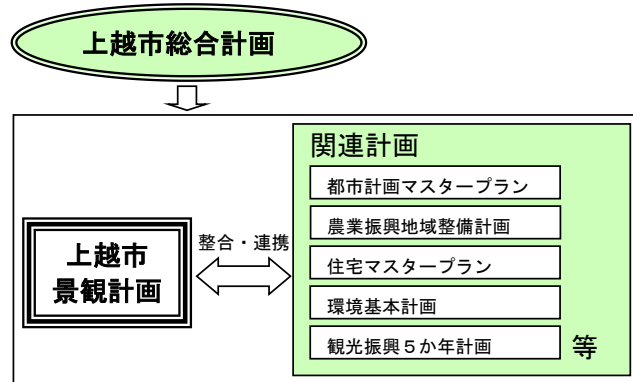 上越市総合計画
関連計画
都市計画マスタープラン
農業振興地域整備計画
住宅マスタープラン
環境基本計画
観光振興５か年計画
等
整合・連携
上越市
景観計画